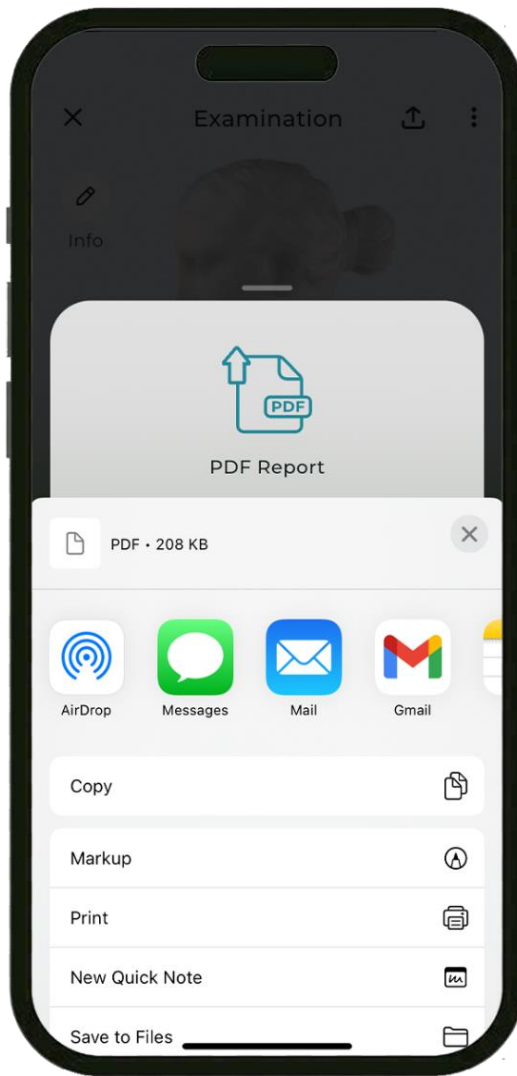 Examination
Info
PDF
PDF Report
PDF • 208 KB
AirDrop
Messages
Mail
Gmail
Copy
Markup
Print
New Quick Note
Save to Files